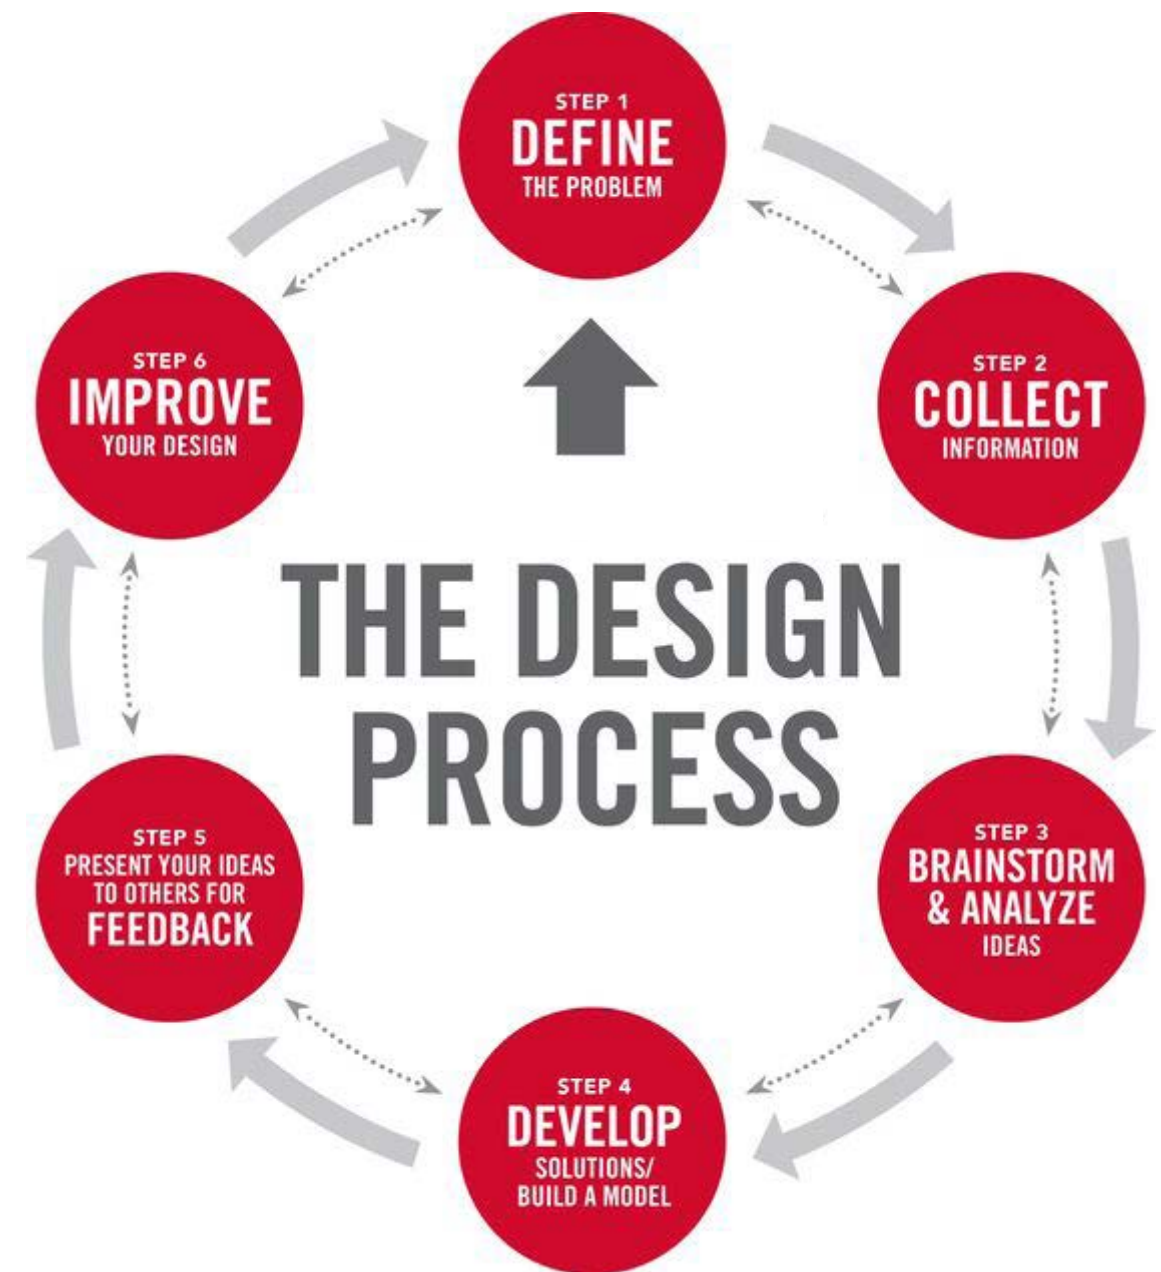 STEP 1
DEFINE
THE PROBLEM
STEP 2
COLLECT
INFORMATION
STEP 3
BRAINSTORM
& ANALYZE
IDEAS
STEP 4
DEVELOP
SOLUTIONS/
BUILD A MODEL
STEP 5
PRESENT YOUR IDEAS
TO OTHERS FOR
FEEDBACK
STEP 6
IMPROVE
YOUR DESIGN
THE DESIGN
PROCESS